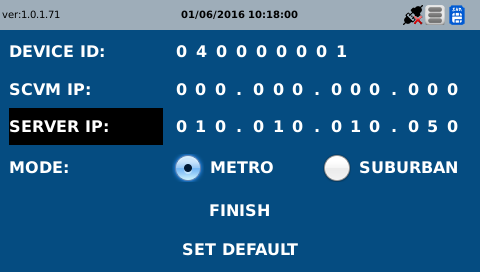 ver:1.0.1.71 01/06/2016 10:18:00
DEVICE ID: 0 4 0 0 0 0 0 0 1
SCVM IP: 0 0 0 . 0 0 0 . 0 0 0 . 0 0 0
SERVER IP: 0 1 0 . 0 1 0 . 0 1 0 . 0 5 0
MODE: METRO SUBURBAN
FINISH
SET DEFAULT